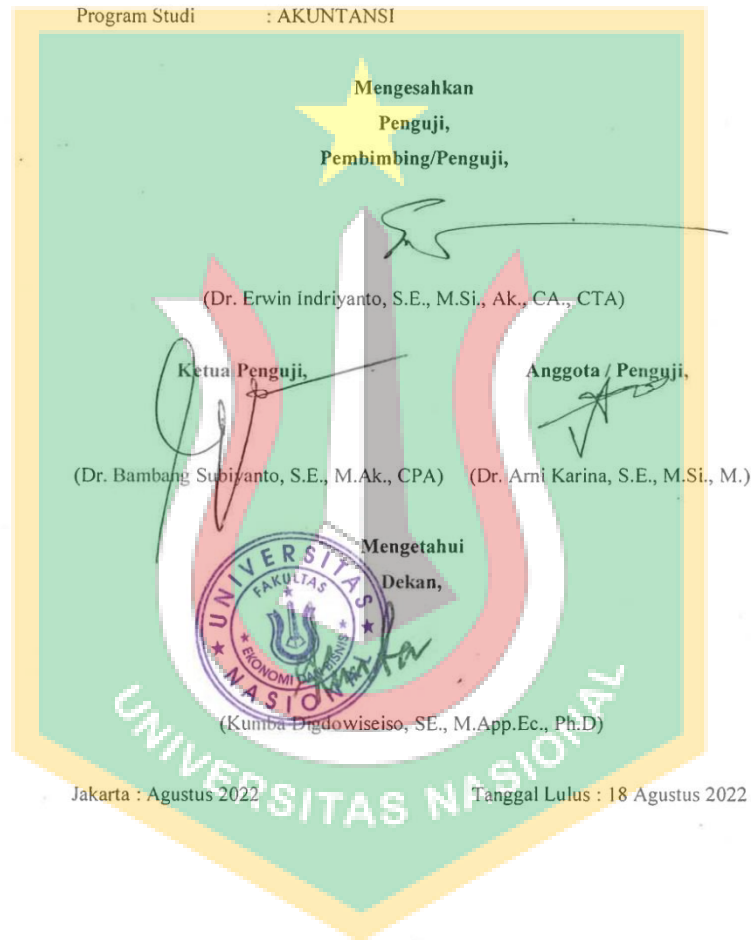 Program Studi : AKUNTANSI
Mengesahkan
Penguji,
Pembimbing/Penguji,
(Dr. Erwin Indriyanto, S.E., M.Si., Ak., CA., CTA)
Ketua Penguji, Anggota / Penguji,
(Dr. Bambang Subiyanto, S.E., M.Ak., CPA) (Dr. Arni Karina, S.E., M.Si., M.)
Mengetahui
Dekan,
UNIVERSITAS NASIONAL
FAKULTAS
EKONOMI DAN BISNIS
(Kumba Digdowiseiso, SE., M.App.Ec., Ph.D)
Jakarta : Agustus 2022 Tanggal Lulus : 18 Agustus 2022
UNIVERSITAS NASIONAL